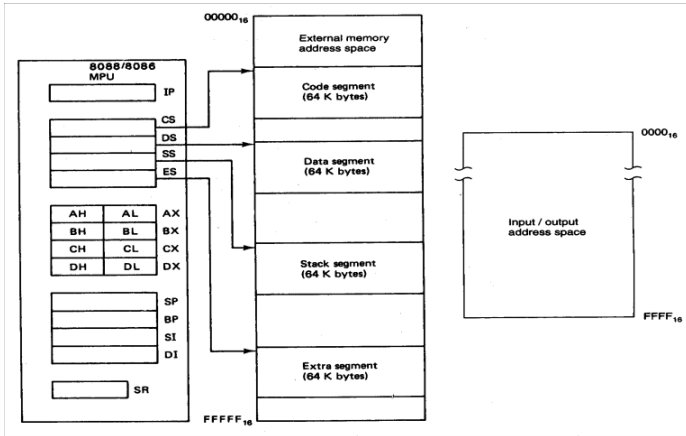 8088/8086
MPU
IP
CS
DS
SS
ES
AH AL AX
BH BL BX
CH CL CX
DH DL DX
SP
BP
SI
DI
SR
00000₁₆
External memory
address space
Code segment
(64 K bytes)
Data segment
(64 K bytes)
Stack segment
(64 K bytes)
Extra segment
(64 K bytes)
FFFFF₁₆
0000₁₆
Input / output
address space
FFFF₁₆